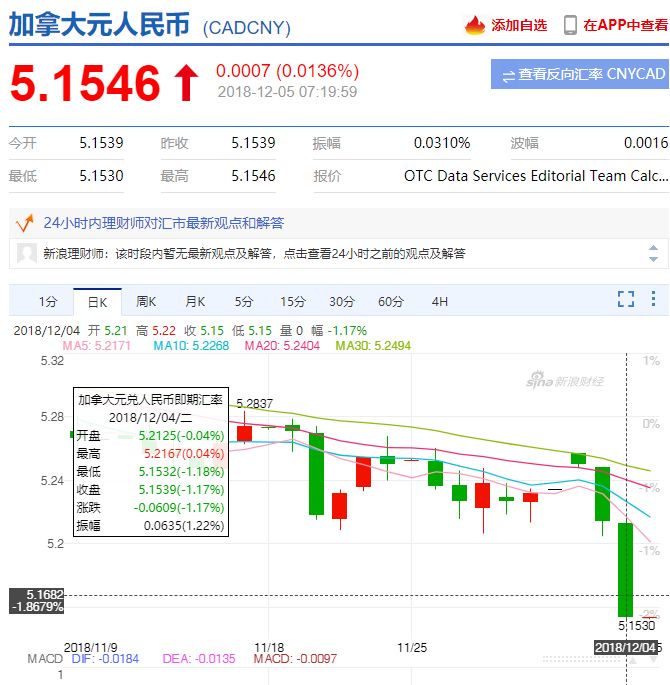 加拿大元人民币 (CADCNY)
添加自选 在APP中查看
5.1546 0.0007 (0.0136%)
2018-12-05 07:19:59
查看反向汇率 CNYCAD
今开 5.1539 昨收 5.1539 振幅 0.0310% 波幅 0.0016
最低 5.1530 最高 5.1546 报价 OTC Data Services Editorial Team Calc...
24小时内理财师对汇市最新观点和解答
新浪理财师：该时段内暂无最新观点及解答，点击查看24小时之前的观点及解答
1分 日K 周K 月K 5分 15分 30分 60分 4H
2018/12/04 开 5.21 高 5.22 收 5.15 低 5.15 量 0 幅 -1.17%
MA5: 5.2171 MA10: 5.2268 MA20: 5.2404 MA30: 5.2494
5.32 1%
sina新浪财经
加拿大元兑人民币即期汇率
5.2837
2018/12/04/二
5.28 0%
开盘 5.2125(-0.04%)
最高 5.2167(0.04%)
最低 5.1532(-1.18%)
5.24 -1%
收盘 5.1539(-1.17%)
涨跌 -0.0609(-1.17%)
振幅 0.0635(1.22%)
5.2 -1%
5.1682
-1.8679%
-2%
5.1530
2018/11/9 11/18 11/25 2018/12/04
MACD DIF: -0.0184 DEA: -0.0135 MACD: -0.0097
1 1